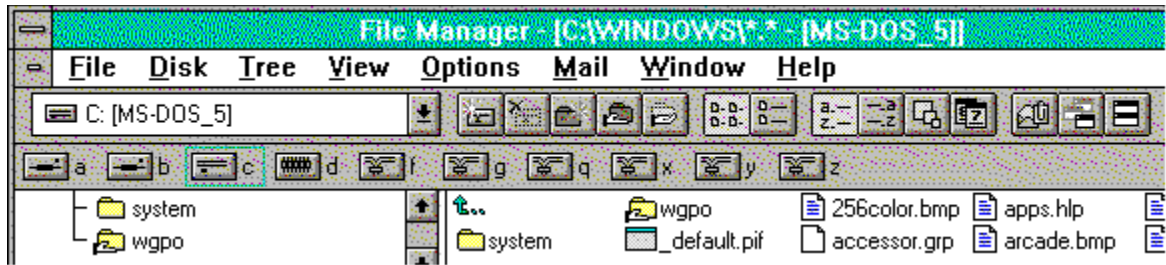 File Manager - [C:\WINDOWS\*.* - [MS-DOS_5]]
File Disk Tree View Options Mail Window Help
C: [MS-DOS_5]
a b c d f g q x y z
system wgpo 256color.bmp apps.hlp
wgpo system _default.pif accessor.grp arcade.bmp